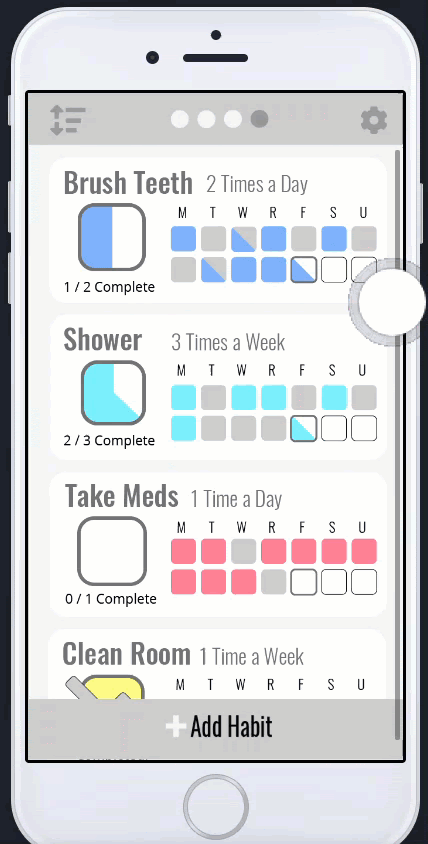 Brush Teeth 2 Times a Day
M T W R F S U
1 / 2 Complete
Shower 3 Times a Week
M T W R F S U
2 / 3 Complete
Take Meds 1 Time a Day
M T W R F S U
0 / 1 Complete
Clean Room 1 Time a Week
M T W R F S U
Add Habit